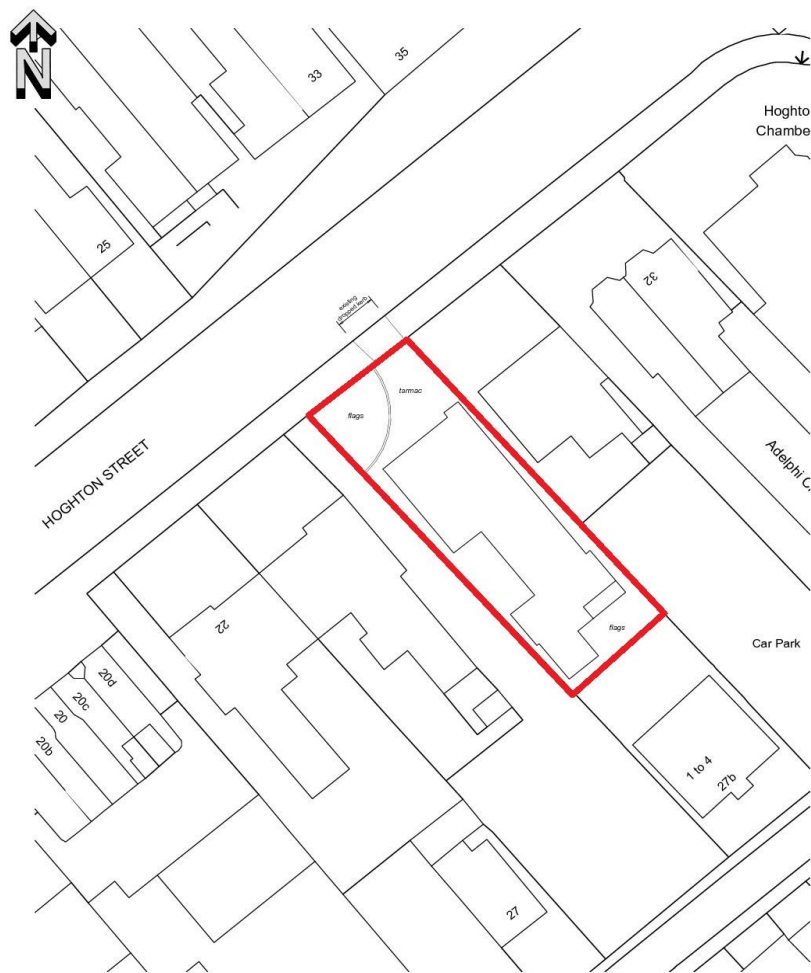 N
35
33
Hoghto
Chambe
25
32
existing
dropped kerb
tarmac
flags
HOGHTON STREET
Adelphi C
22
flags
Car Park
20d
20c
20
20b
1 to 4
27b
27